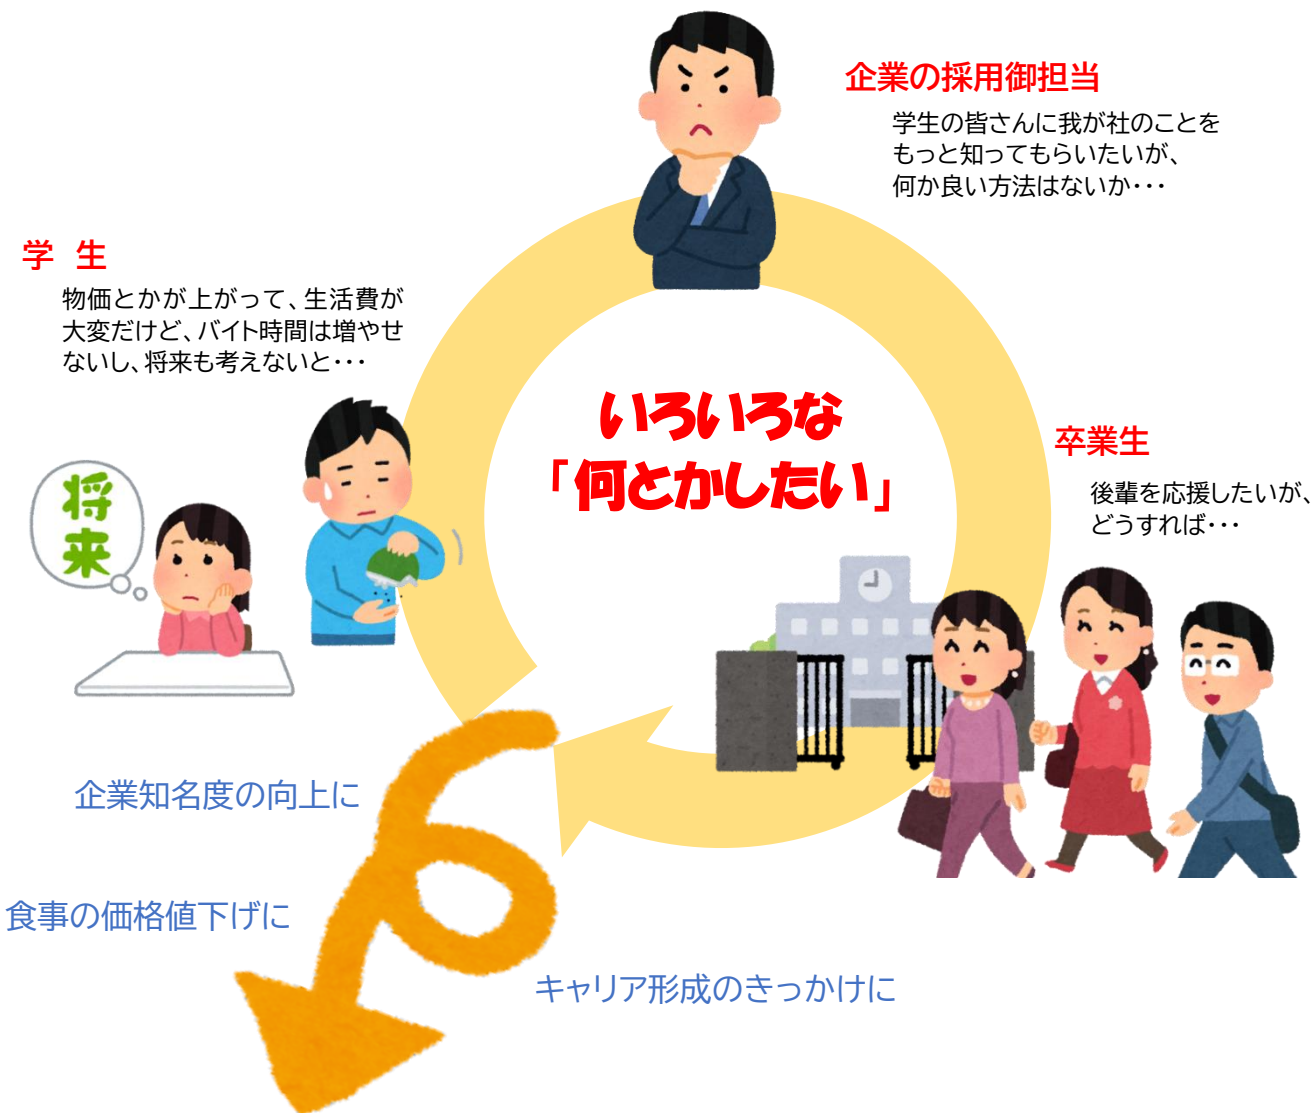 企業の採用御担当
学生の皆さんに我が社のことを
もっと知ってもらいたいが、
何か良い方法はないか・・・
学 生
物価とかが上がって、生活費が
大変だけど、バイト時間は増やせ
ないし、将来も考えないと・・・
いろいろな
「何とかしたい」
卒業生
後輩を応援したいが、
どうすれば・・・
将
来
企業知名度の向上に
食事の価格値下げに
キャリア形成のきっかけに